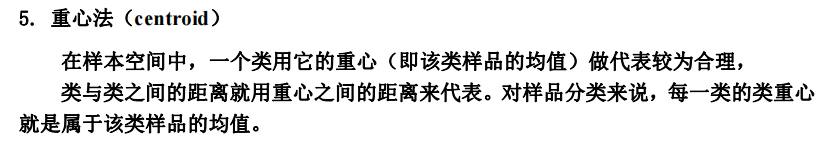 5. 重心法（centroid）
在样本空间中，一个类用它的重心（即该类样品的均值）做代表较为合理，
类与类之间的距离就用重心之间的距离来代表。对样品分类来说，每一类的类重心
就是属于该类样品的均值。